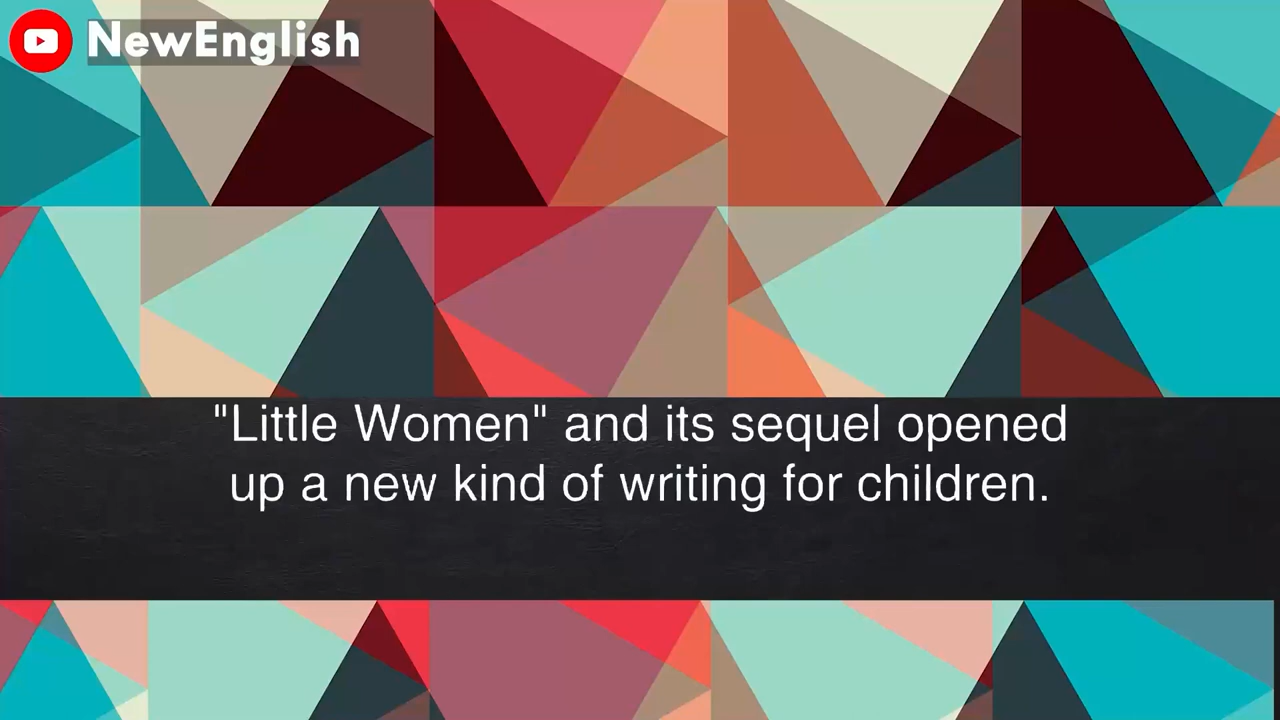 NewEnglish
"Little Women" and its sequel opened
up a new kind of writing for children.